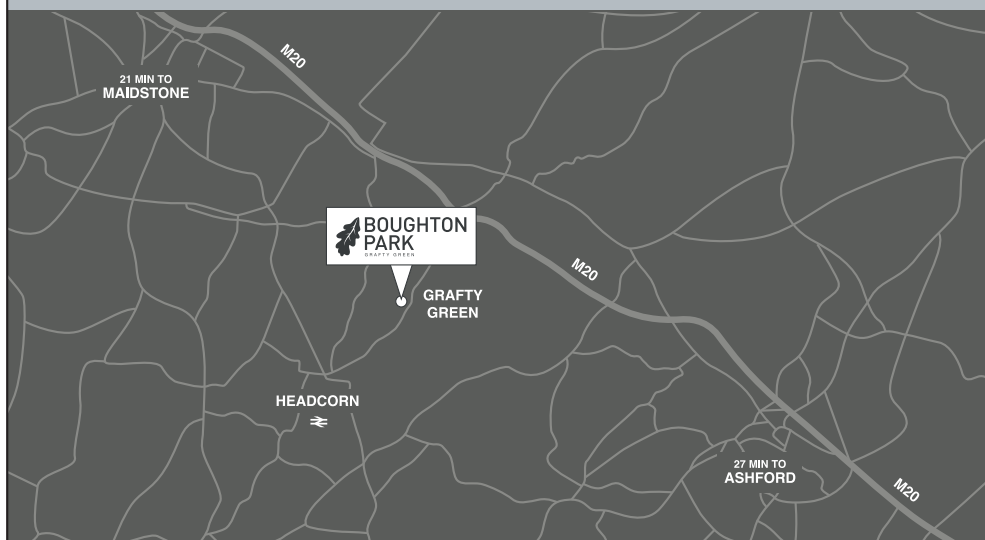 M20
21 MIN TO
MAIDSTONE
BOUGHTON
PARK
GRAFTY GREEN
M20
GRAFTY
GREEN
HEADCORN
27 MIN TO
ASHFORD
M20